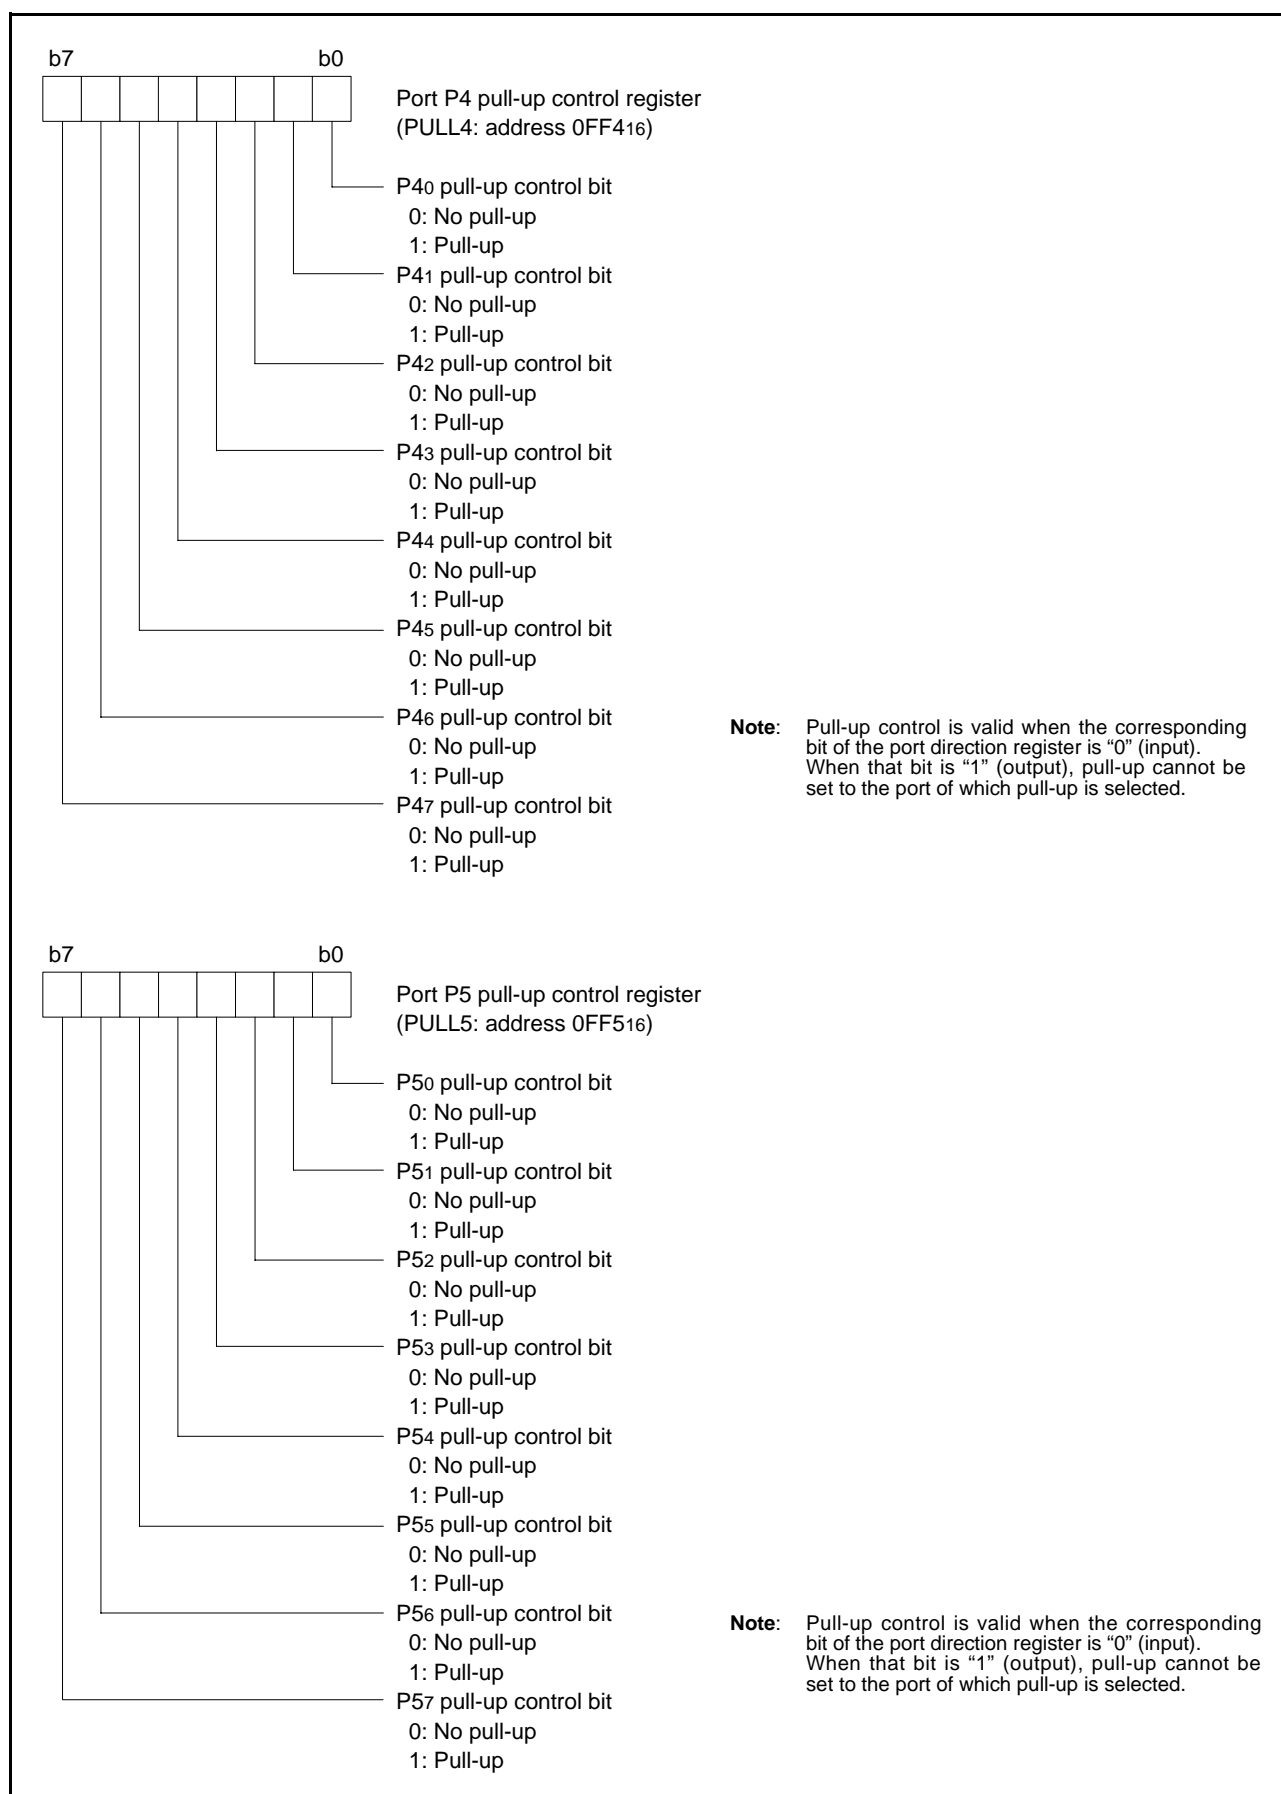 b7 b0
Port P4 pull-up control register
(PULL4: address 0FF416)
P40 pull-up control bit
0: No pull-up
1: Pull-up
P41 pull-up control bit
0: No pull-up
1: Pull-up
P42 pull-up control bit
0: No pull-up
1: Pull-up
P43 pull-up control bit
0: No pull-up
1: Pull-up
P44 pull-up control bit
0: No pull-up
1: Pull-up
P45 pull-up control bit
0: No pull-up
1: Pull-up
P46 pull-up control bit
0: No pull-up
1: Pull-up
P47 pull-up control bit
0: No pull-up
1: Pull-up
Note: Pull-up control is valid when the corresponding
bit of the port direction register is “0” (input).
When that bit is “1” (output), pull-up cannot be
set to the port of which pull-up is selected.
b7 b0
Port P5 pull-up control register
(PULL5: address 0FF516)
P50 pull-up control bit
0: No pull-up
1: Pull-up
P51 pull-up control bit
0: No pull-up
1: Pull-up
P52 pull-up control bit
0: No pull-up
1: Pull-up
P53 pull-up control bit
0: No pull-up
1: Pull-up
P54 pull-up control bit
0: No pull-up
1: Pull-up
P55 pull-up control bit
0: No pull-up
1: Pull-up
P56 pull-up control bit
0: No pull-up
1: Pull-up
P57 pull-up control bit
0: No pull-up
1: Pull-up
Note: Pull-up control is valid when the corresponding
bit of the port direction register is “0” (input).
When that bit is “1” (output), pull-up cannot be
set to the port of which pull-up is selected.